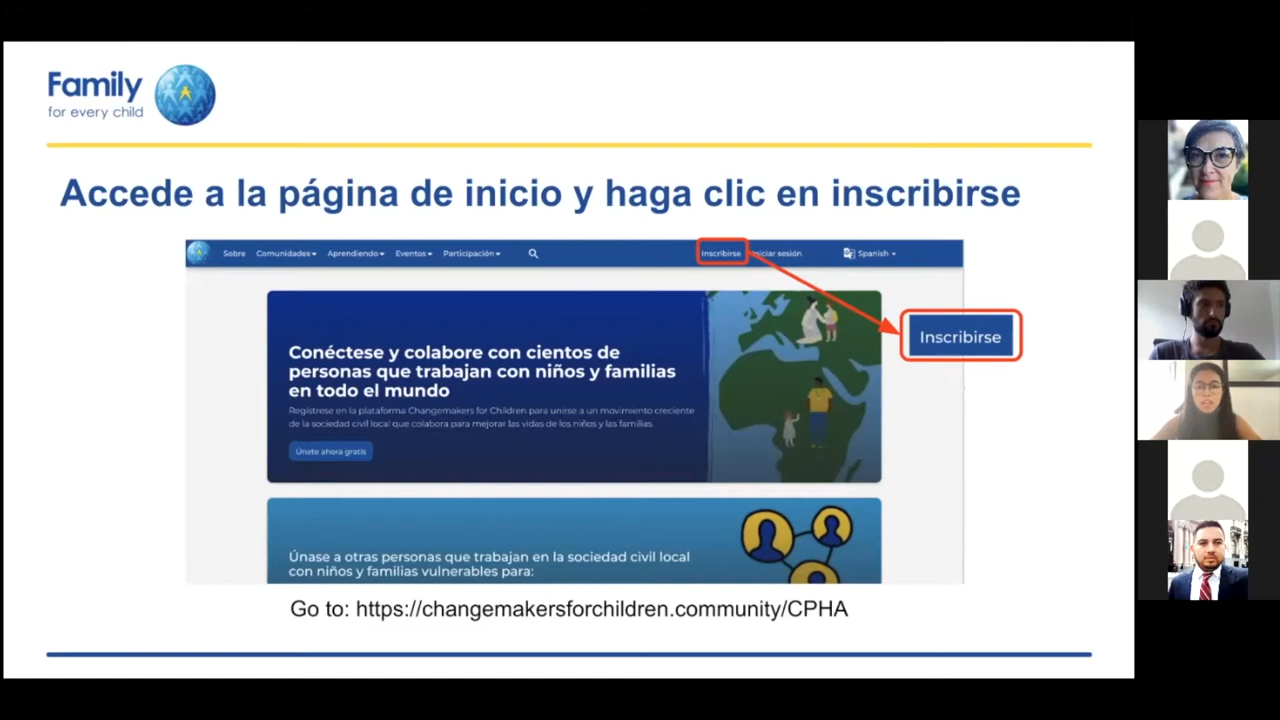 Family
for every child
Accede a la página de inicio y haga clic en inscribirse
Sobre Comunidades Aprendiendo Eventos Participación Inscribirse Iniciar sesión Spanish
Inscribirse
Conéctese y colabore con cientos de
personas que trabajan con niños y familias
en todo el mundo
Regístrese en la plataforma Changemakers for Children para unirse a un movimiento creciente
de la sociedad civil local que colabora para mejorar las vidas de los niños y las familias.
Únete ahora gratis
Únase a otras personas que trabajan en la sociedad civil local
con niños y familias vulnerables para:
Go to: https://changemakersforchildren.community/CPHA